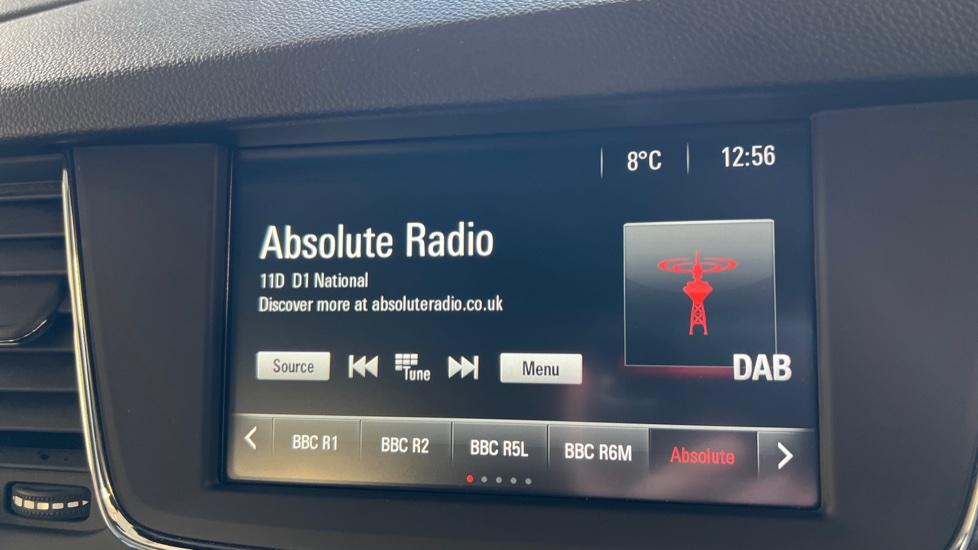 8°C 12:56
Absolute Radio
11D D1 National
Discover more at absoluteradio.co.uk
Source Tune Menu
DAB
BBC R1 BBC R2 BBC R5L BBC R6M Absolute